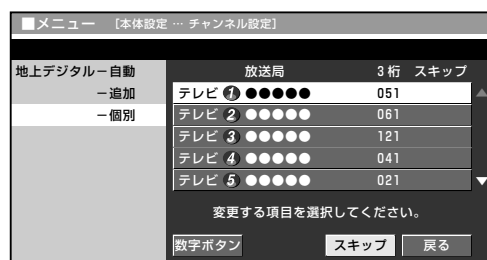 ■メニュー [本体設定 … チャンネル設定]
地上デジタル－自動
－追加
－個別
放送局 3桁 スキップ
テレビ 1 ●●●●● 051
テレビ 2 ●●●●● 061
テレビ 3 ●●●●● 121
テレビ 4 ●●●●● 041
テレビ 5 ●●●●● 021
変更する項目を選択してください。
数字ボタン スキップ 戻る